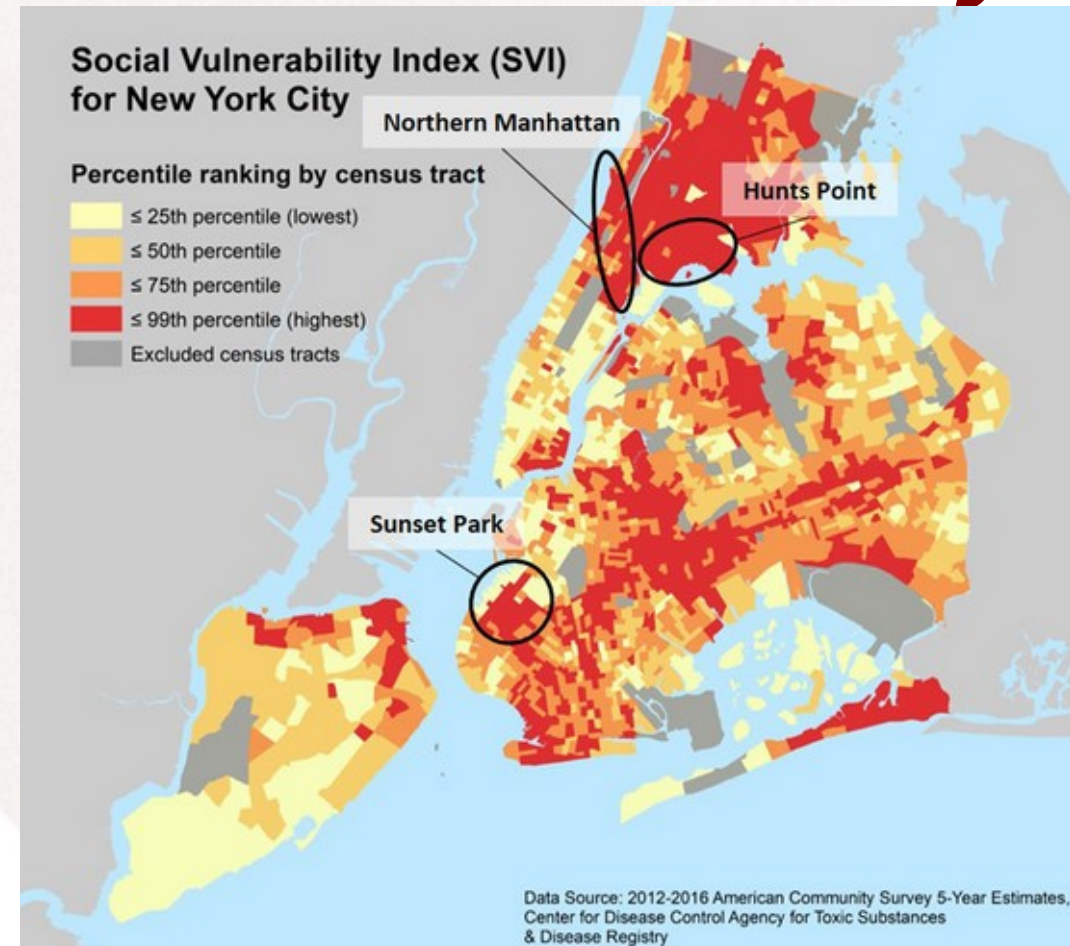 Social Vulnerability Index (SVI)
for New York City
Northern Manhattan
Percentile ranking by census tract
Hunts Point
≤ 25th percentile (lowest)
≤ 50th percentile
≤ 75th percentile
≤ 99th percentile (highest)
Excluded census tracts
Sunset Park
Data Source: 2012-2016 American Community Survey 5-Year Estimates,
Center for Disease Control Agency for Toxic Substances
& Disease Registry